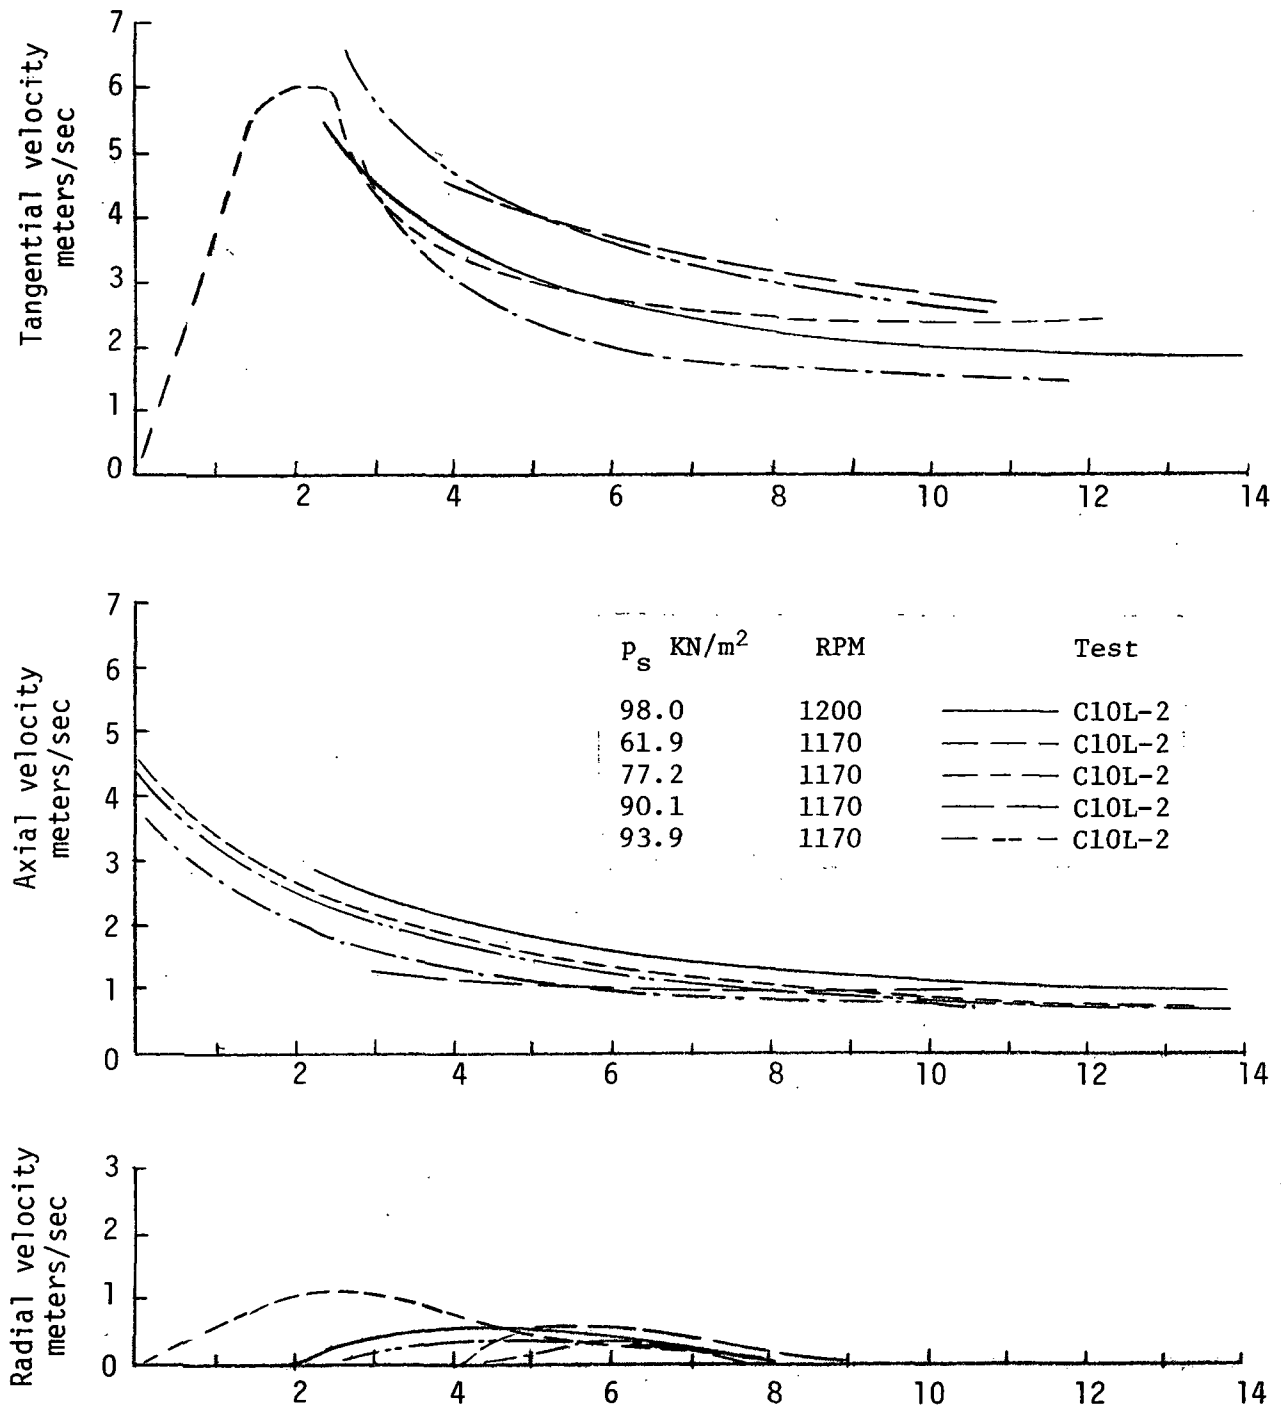 Tangential velocity
meters/sec
7
6
5
4
3
2
1
0
2 4 6 8 10 12 14
Axial velocity
meters/sec
7
6
5
4
3
2
1
0
ps KN/m² RPM Test
98.0 1200 C10L-2
61.9 1170 C10L-2
77.2 1170 C10L-2
90.1 1170 C10L-2
93.9 1170 C10L-2
2 4 6 8 10 12 14
Radial velocity
meters/sec
3
2
1
0
2 4 6 8 10 12 14